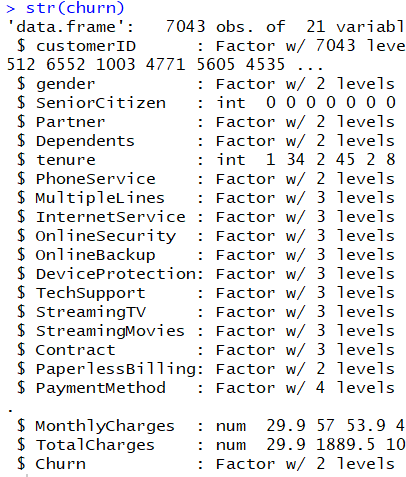 > str(churn)
'data.frame':   7043 obs. of  21 variabl
 $ customerID      : Factor w/ 7043 leve
512 6552 1003 4771 5605 4535 ...
 $ gender          : Factor w/ 2 levels
 $ SeniorCitizen   : int  0 0 0 0 0 0 0
 $ Partner         : Factor w/ 2 levels
 $ Dependents      : Factor w/ 2 levels
 $ tenure          : int  1 34 2 45 2 8
 $ PhoneService    : Factor w/ 2 levels
 $ MultipleLines   : Factor w/ 3 levels
 $ InternetService : Factor w/ 3 levels
 $ OnlineSecurity  : Factor w/ 3 levels
 $ OnlineBackup    : Factor w/ 3 levels
 $ DeviceProtection: Factor w/ 3 levels
 $ TechSupport     : Factor w/ 3 levels
 $ StreamingTV     : Factor w/ 3 levels
 $ StreamingMovies : Factor w/ 3 levels
 $ Contract        : Factor w/ 3 levels
 $ PaperlessBilling: Factor w/ 2 levels
 $ PaymentMethod   : Factor w/ 4 levels
.
 $ MonthlyCharges  : num  29.9 57 53.9 4
 $ TotalCharges    : num  29.9 1889.5 10
 $ Churn           : Factor w/ 2 levels